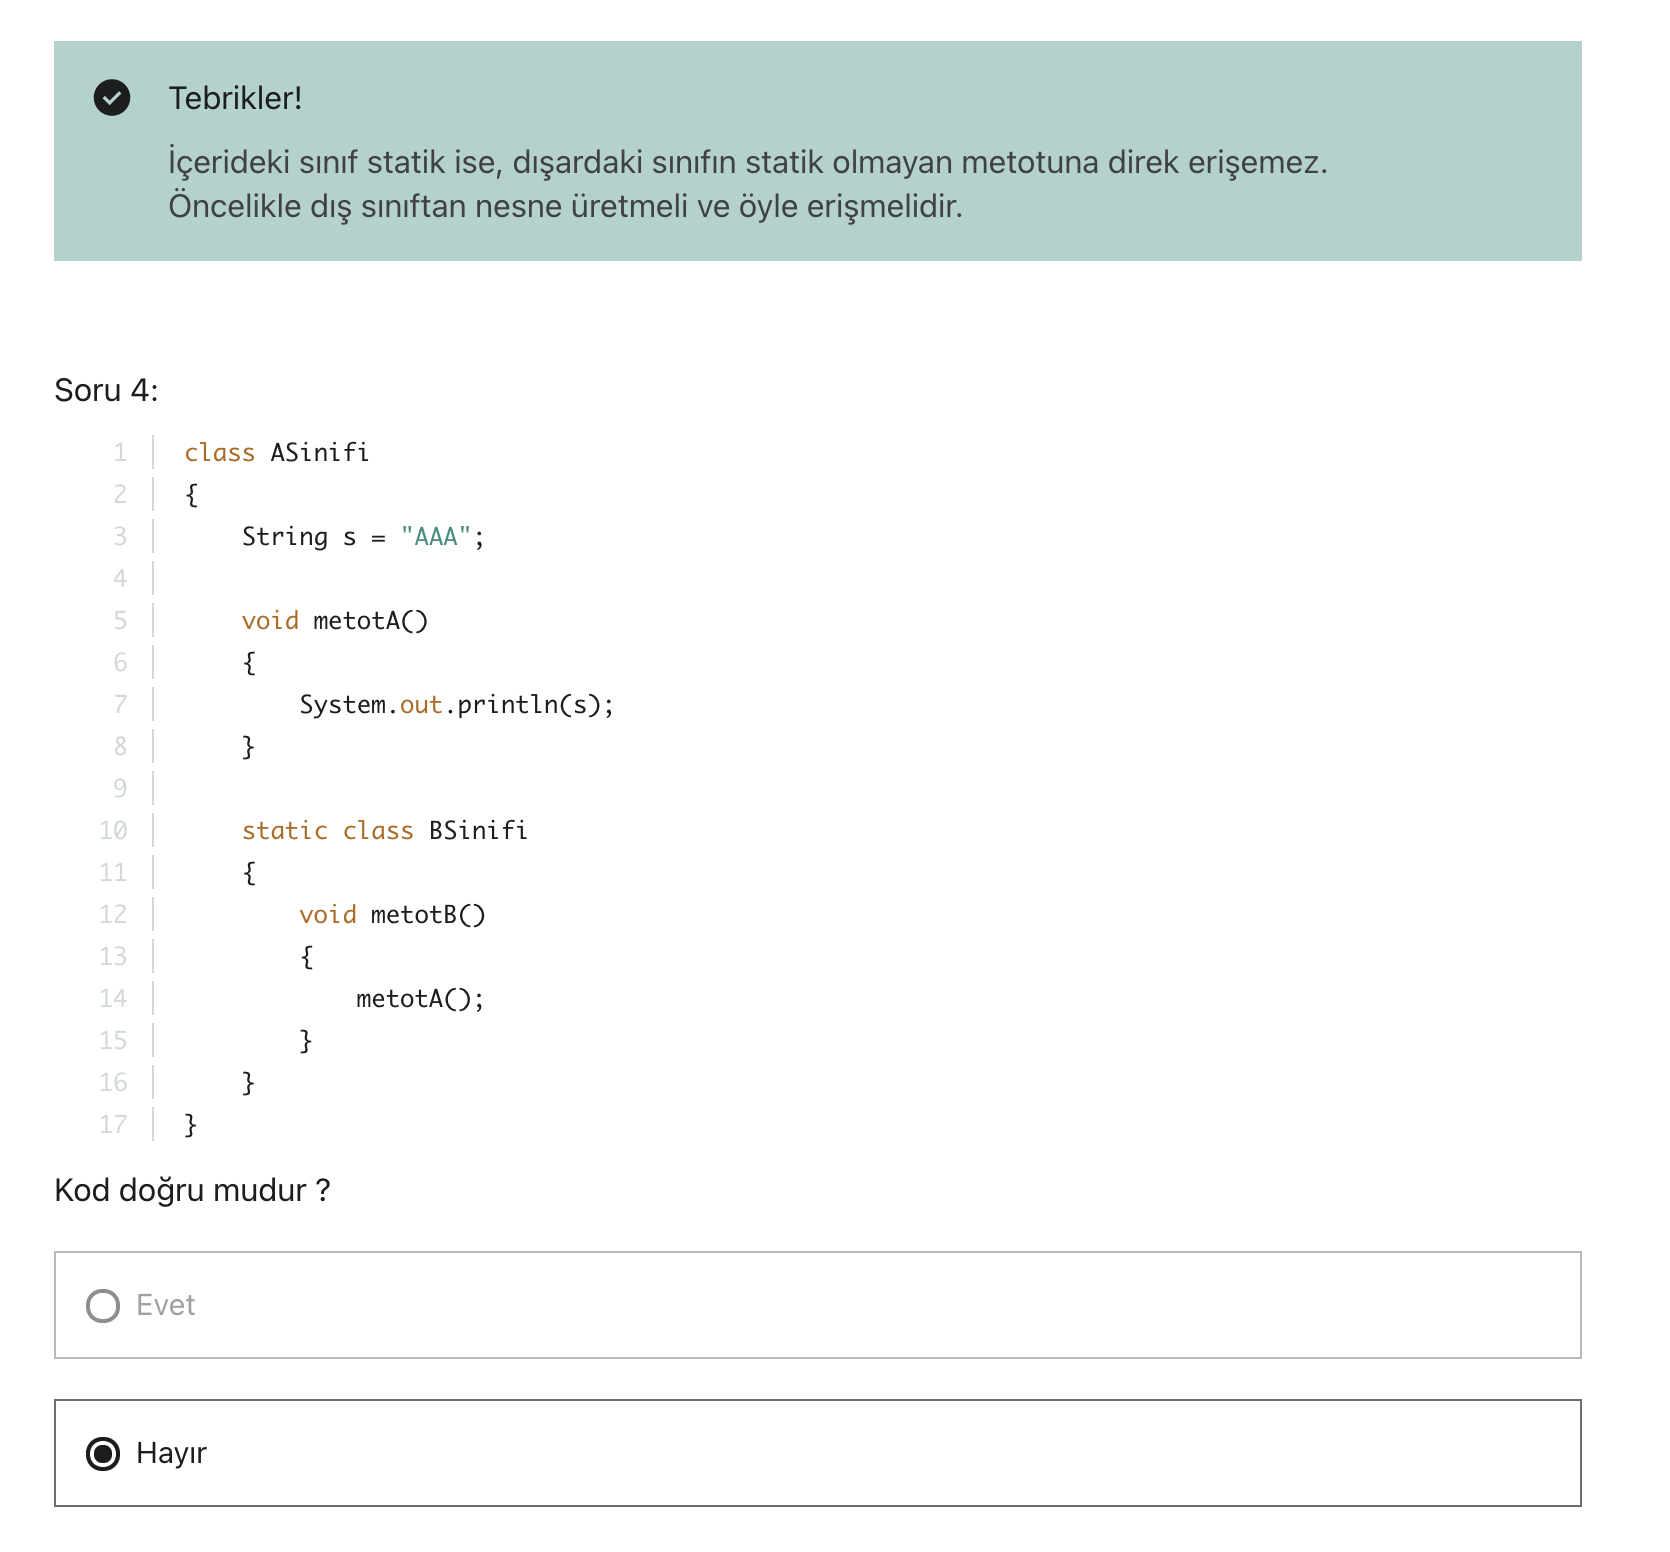 Tebrikler!
İçerideki sınıf statik ise, dışardaki sınıfın statik olmayan metotuna direk erişemez.
Öncelikle dış sınıftan nesne üretmeli ve öyle erişmelidir.
Soru 4:
1 class ASinifi
2 {
3     String s = "AAA";
4
5     void metotA()
6     {
7         System.out.println(s);
8     }
9
10     static class BSinifi
11     {
12         void metotB()
13         {
14             metotA();
15         }
16     }
17 }
Kod doğru mudur ?
Evet
Hayır